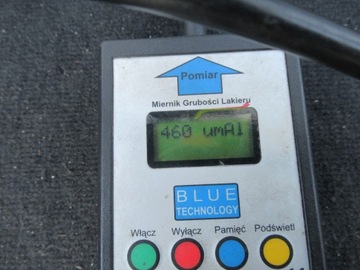 Pomiar
Miernik Grubości Lakieru
460 umAl
BLUE
TECHNOLOGY
Włącz Wyłącz Pamięć Podświetl